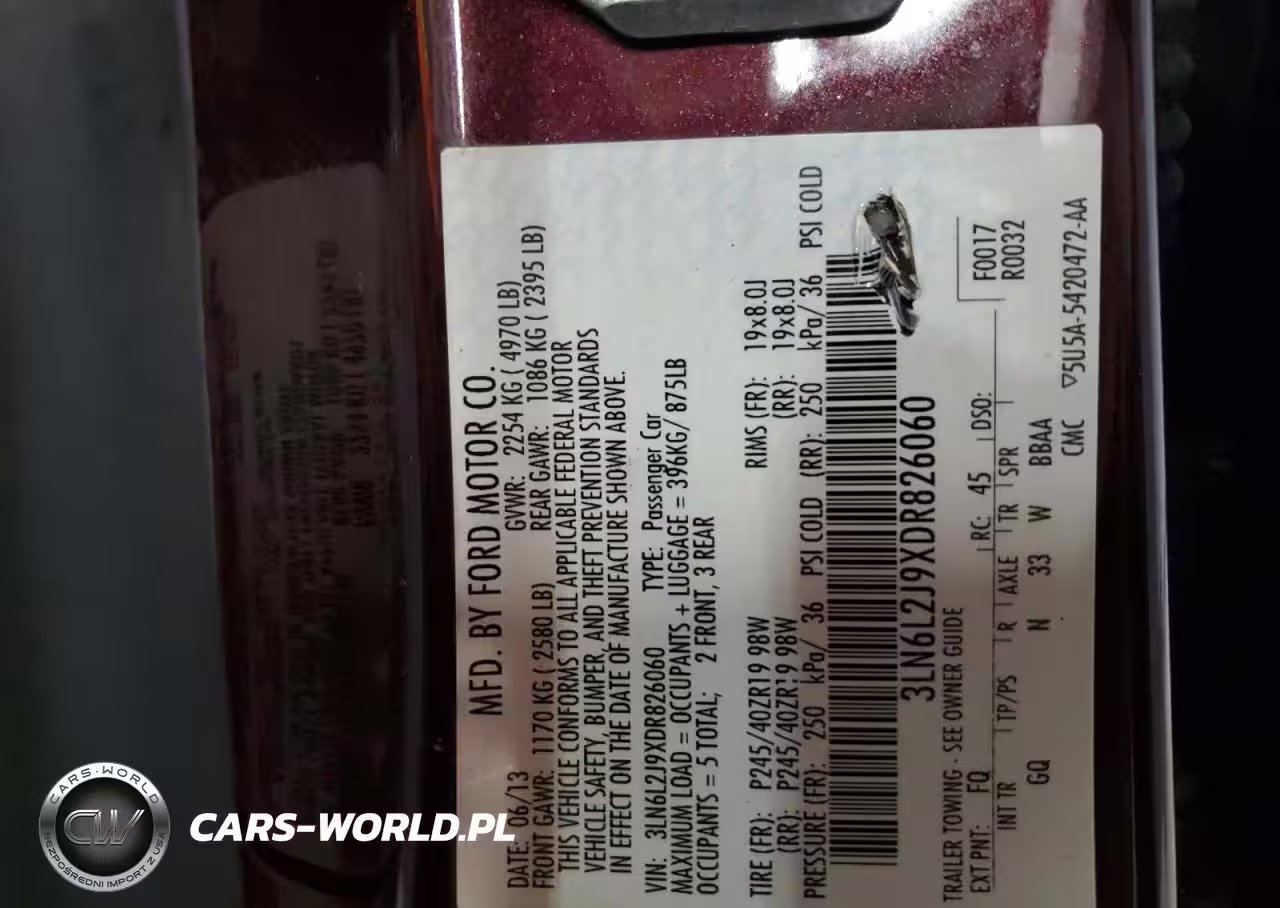 MFD. BY FORD MOTOR CO.
DATE: 06/13 GVWR: 2254 KG ( 4970 LB)
FRONT GAWR: 1170 KG ( 2580 LB) REAR GAWR: 1086 KG ( 2395 LB)
THIS VEHICLE CONFORMS TO ALL APPLICABLE FEDERAL MOTOR
VEHICLE SAFETY, BUMPER, AND THEFT PREVENTION STANDARDS
IN EFFECT ON THE DATE OF MANUFACTURE SHOWN ABOVE.
VIN: 3LN6L2J9XDR826060 TYPE: Passenger Car
MAXIMUM LOAD = OCCUPANTS + LUGGAGE = 396KG/ 875LB
OCCUPANTS = 5 TOTAL; 2 FRONT, 3 REAR
TIRE (FR): P245/40ZR19 98W RIMS (FR): 19x8.0J
(RR): P245/40ZR19 98W (RR): 19x8.0J
PRESSURE (FR): 250 kPa/ 36 PSI COLD (RR): 250 kPa/ 36 PSI COLD
3LN6L2J9XDR826060
TRAILER TOWING - SEE OWNER GUIDE
F0017
R0032
EXT PNT: FQ RC: 45 DSO:
INT TR TP/PS R AXLE TR SPR
GQ N 33 W BBAA
CMC ▽5U5A-5420472-AA
CARS-WORLD
CW
BEZPOŚREDNI IMPORT Z USA
CARS-WORLD.PL